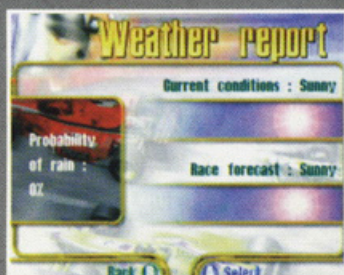 Weather report
Current conditions : Sunny
Probability
of rain :
0%
Race forecast : Sunny
Back
Select